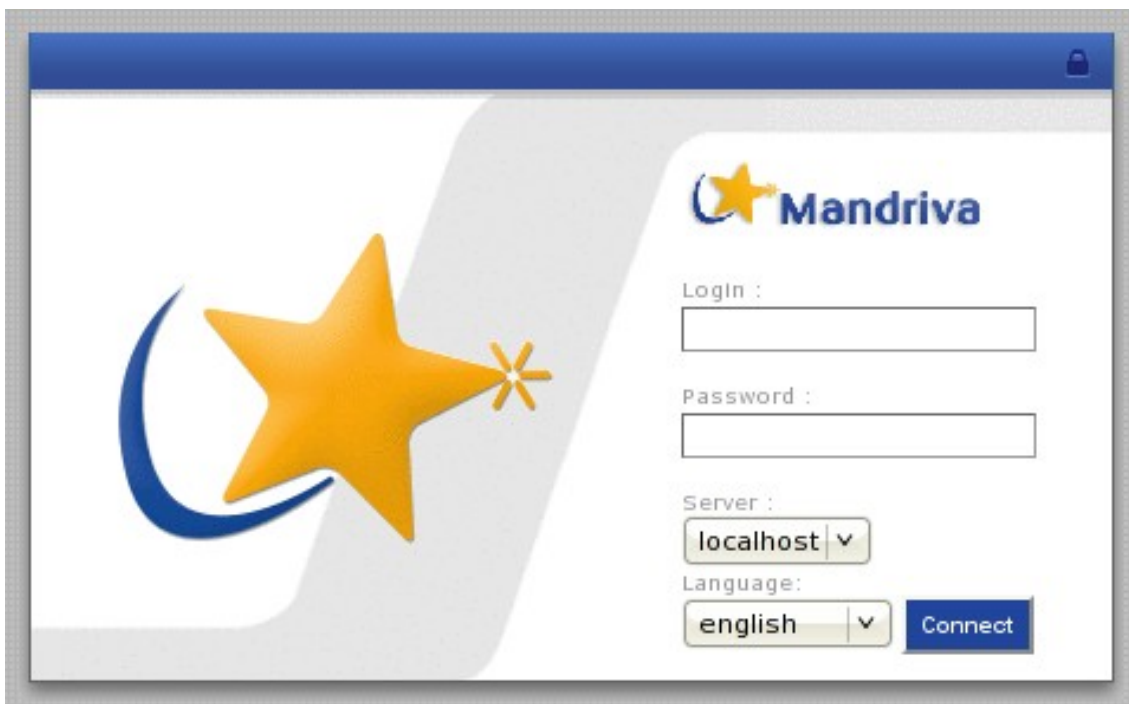 Mandriva
Login :
Password :
Server :
localhost
Language:
english
Connect